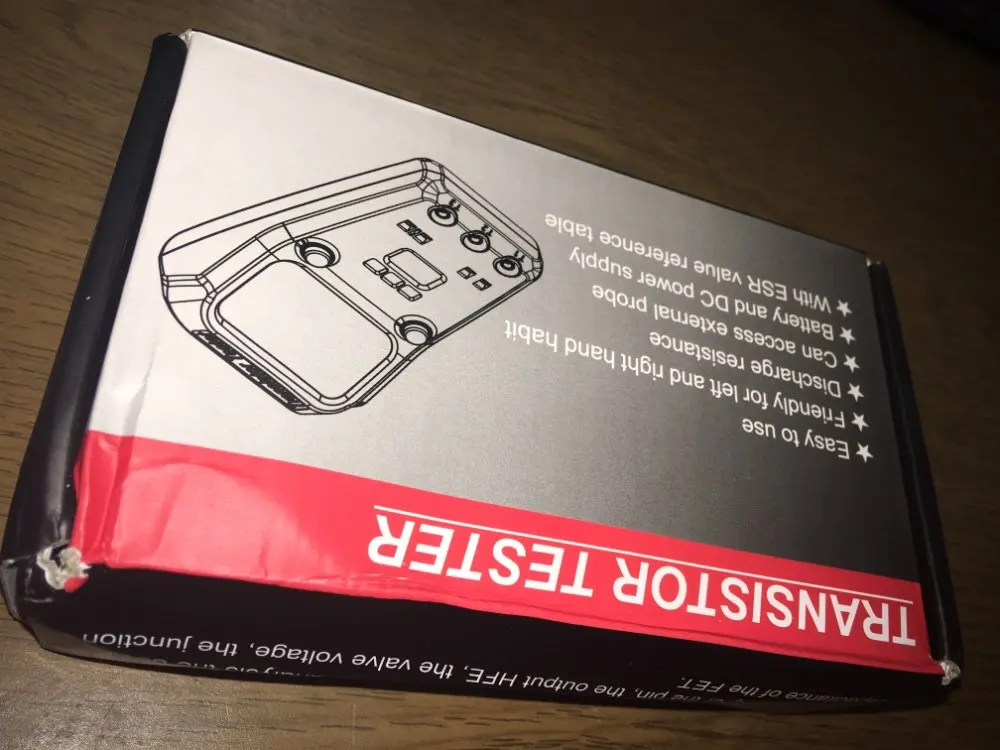 TRANSISTOR TESTER
★ Easy to use
★ Friendly for left and right hand habit
★ Discharge resistance
★ Can access external probe
★ Battery and DC power supply
★ With ESR value reference table
the pin, the output HFE, the valve voltage, the junction
of the FET.